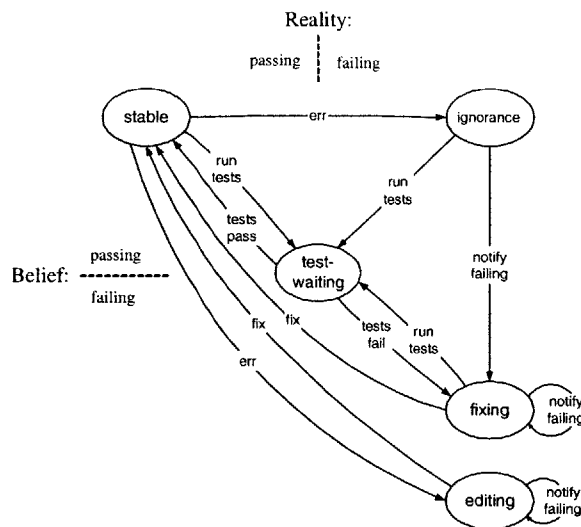 Reality:
passing
failing
stable
err
ignorance
run
tests
run
tests
tests
pass
test-
waiting
notify
failing
passing
Belief:
failing
tests
fail
run
tests
fix
fix
err
fixing
notify
failing
editing
notify
failing